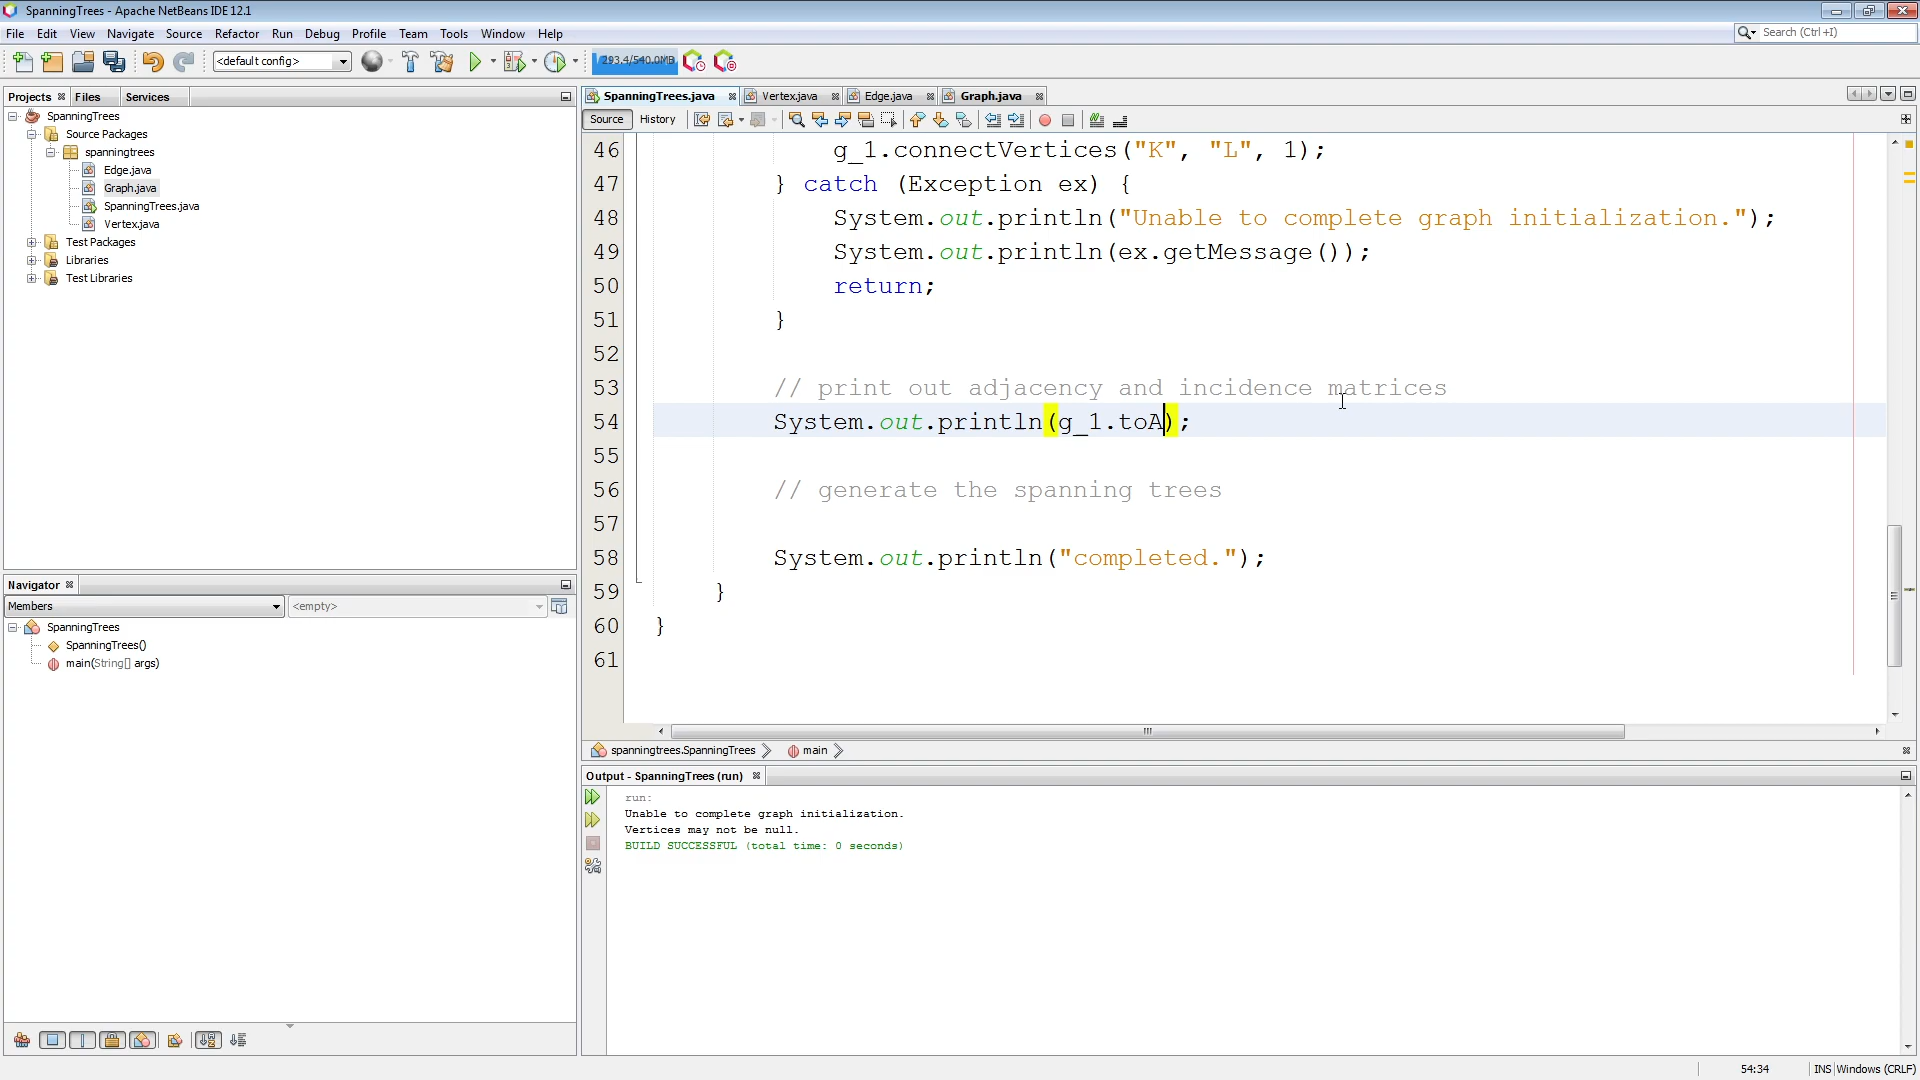 SpanningTrees - Apache NetBeans IDE 12.1
File Edit View Navigate Source Refactor Run Debug Profile Team Tools Window Help
Search (Ctrl+I)
<default config>
293.4/540.0MB
Projects Files Services
SpanningTrees
Source Packages
spanningtrees
Edge.java
Graph.java
SpanningTrees.java
Vertex.java
Test Packages
Libraries
Test Libraries
Navigator
Members
<empty>
SpanningTrees
SpanningTrees()
main(String[] args)
SpanningTrees.java Vertex.java Edge.java Graph.java
Source History
46 g_1.connectVertices("K", "L", 1);
47 } catch (Exception ex) {
48 System.out.println("Unable to complete graph initialization.");
49 System.out.println(ex.getMessage());
50 return;
51 }
52
53 // print out adjacency and incidence matrices
54 System.out.println(g_1.toA);
55
56 // generate the spanning trees
57
58 System.out.println("completed.");
59 }
60 }
61
spanningtrees.SpanningTrees main
Output - SpanningTrees (run)
run:
Unable to complete graph initialization.
Vertices may not be null.
BUILD SUCCESSFUL (total time: 0 seconds)
54:34 INS Windows (CRLF)